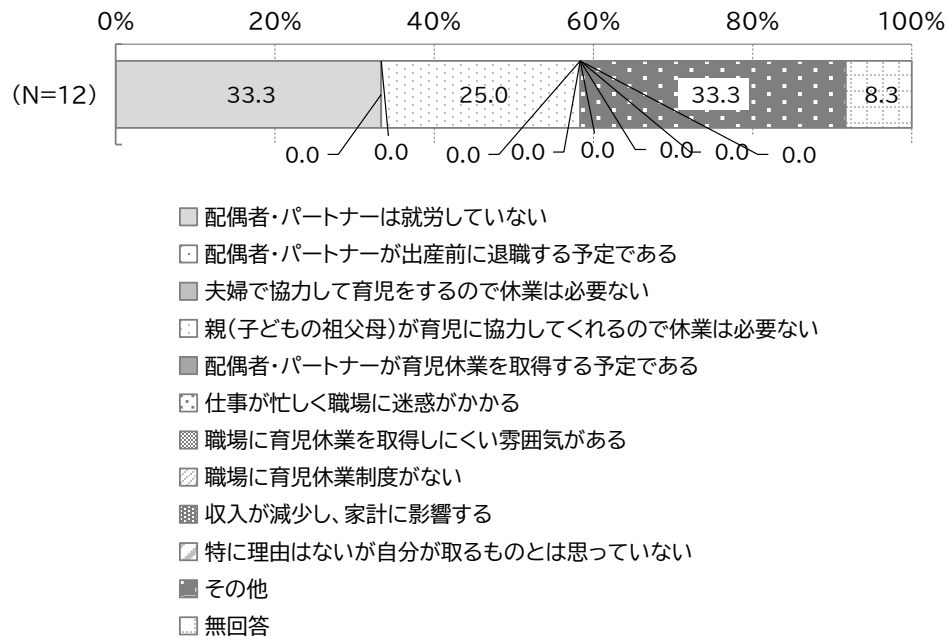 0% 20% 40% 60% 80% 100%
(N=12) 33.3 25.0 33.3 8.3
0.0 0.0 0.0 0.0 0.0 0.0 0.0 0.0
配偶者・パートナーは就労していない
配偶者・パートナーが出産前に退職する予定である
夫婦で協力して育児をするので休業は必要ない
親(子どもの祖父母)が育児に協力してくれるので休業は必要ない
配偶者・パートナーが育児休業を取得する予定である
仕事が忙しく職場に迷惑がかかる
職場に育児休業を取得しにくい雰囲気がある
職場に育児休業制度がない
収入が減少し、家計に影響する
特に理由はないが自分が取るものとは思っていない
その他
無回答